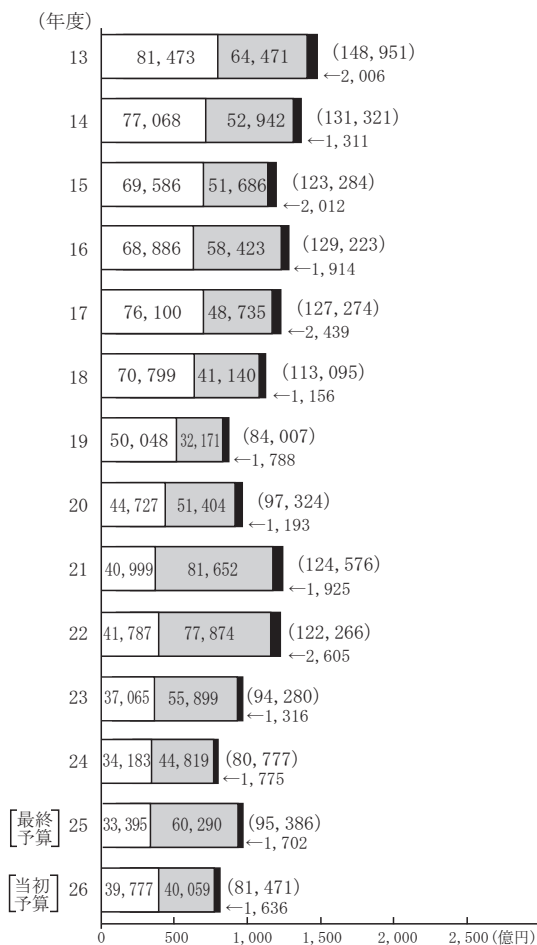 (年度)
13 81,473 64,471 (148,951)
←2,006
14 77,068 52,942 (131,321)
←1,311
15 69,586 51,686 (123,284)
←2,012
16 68,886 58,423 (129,223)
←1,914
17 76,100 48,735 (127,274)
←2,439
18 70,799 41,140 (113,095)
←1,156
19 50,048 32,171 (84,007)
←1,788
20 44,727 51,404 (97,324)
←1,193
21 40,999 81,652 (124,576)
←1,925
22 41,787 77,874 (122,266)
←2,605
23 37,065 55,899 (94,280)
←1,316
24 34,183 44,819 (80,777)
←1,775
[最終
予算] 25 33,395 60,290 (95,386)
←1,702
[当初
予算] 26 39,777 40,059 (81,471)
←1,636
0 500 1,000 1,500 2,000 2,500 (億円)